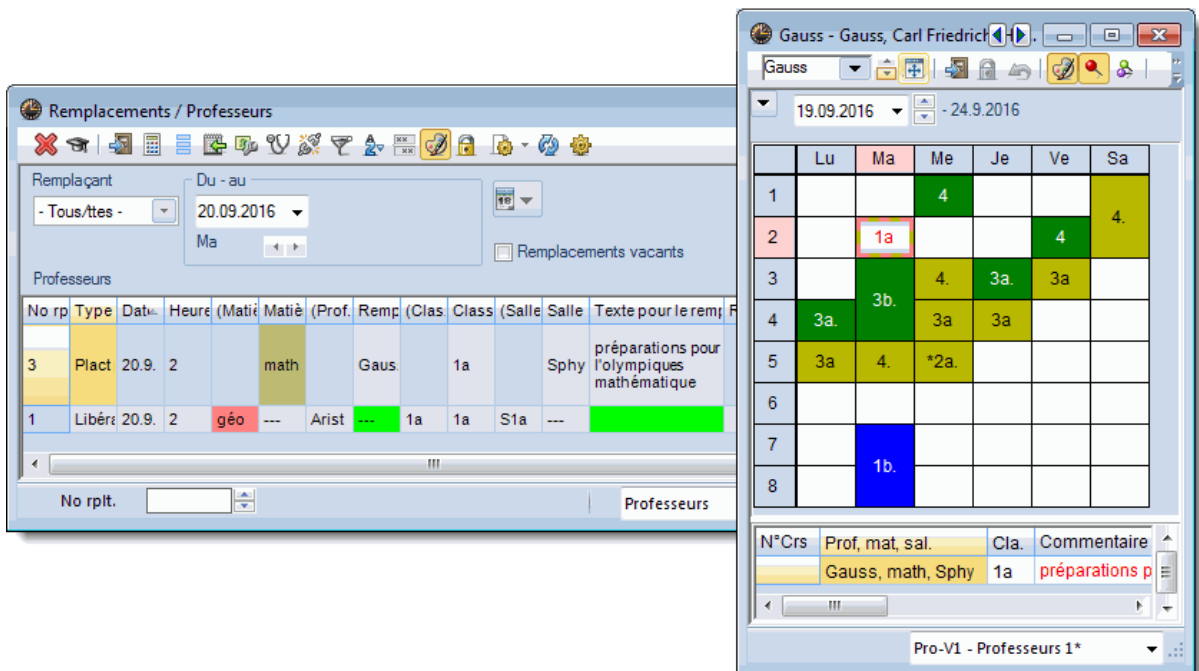 Remplacements / Professeurs
Remplaçant
Du - au
- Tous/ttes -
20.09.2016
Ma
Remplacements vacants
Professeurs
No rp Type Date Heure (Matiè Matiè (Prof. Remp (Clas Class (Salle Salle Texte pour le remp R
3 Plact 20.9. 2 math Gaus. 1a Sphy préparations pour
l'olympiques
mathématique
1 Libéra 20.9. 2 géo --- Arist --- 1a 1a S1a ---
No rplt.
Professeurs
Gauss - Gauss, Carl Friedrich
Gauss
19.09.2016 - 24.9.2016
Lu Ma Me Je Ve Sa
1 4 4.
2 1a 4
3 3b. 4. 3a. 3a
4 3a. 3a 3a
5 3a 4. *2a.
6
7 1b.
8
N°Crs Prof, mat, sal. Cla. Commentaire
Gauss, math, Sphy 1a préparations p
Pro-V1 - Professeurs 1*